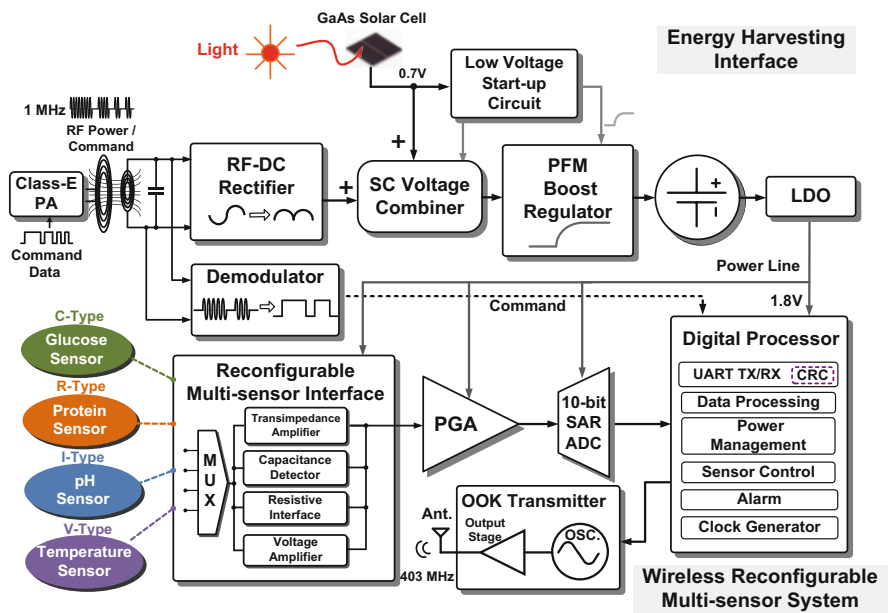 GaAs Solar Cell
Light
0.7V
Low Voltage
Start-up
Circuit
Energy Harvesting
Interface
1 MHz
RF Power /
Command
Class-E
PA
Command
Data
RF-DC
Rectifier
+
+
SC Voltage
Combiner
PFM
Boost
Regulator
+
I
LDO
Power Line
1.8V
Demodulator
Command
C-Type
Glucose
Sensor
R-Type
Protein
Sensor
I-Type
pH
Sensor
V-Type
Temperature
Sensor
Reconfigurable
Multi-sensor Interface
MUX
Transimpedance
Amplifier
Capacitance
Detector
Resistive
Interface
Voltage
Amplifier
PGA
10-bit
SAR
ADC
Digital Processor
UART TX/RX CRC
Data Processing
Power
Management
Sensor Control
Alarm
Clock Generator
OOK Transmitter
Ant.
Output
Stage
OSC.
403 MHz
Wireless Reconfigurable
Multi-sensor System